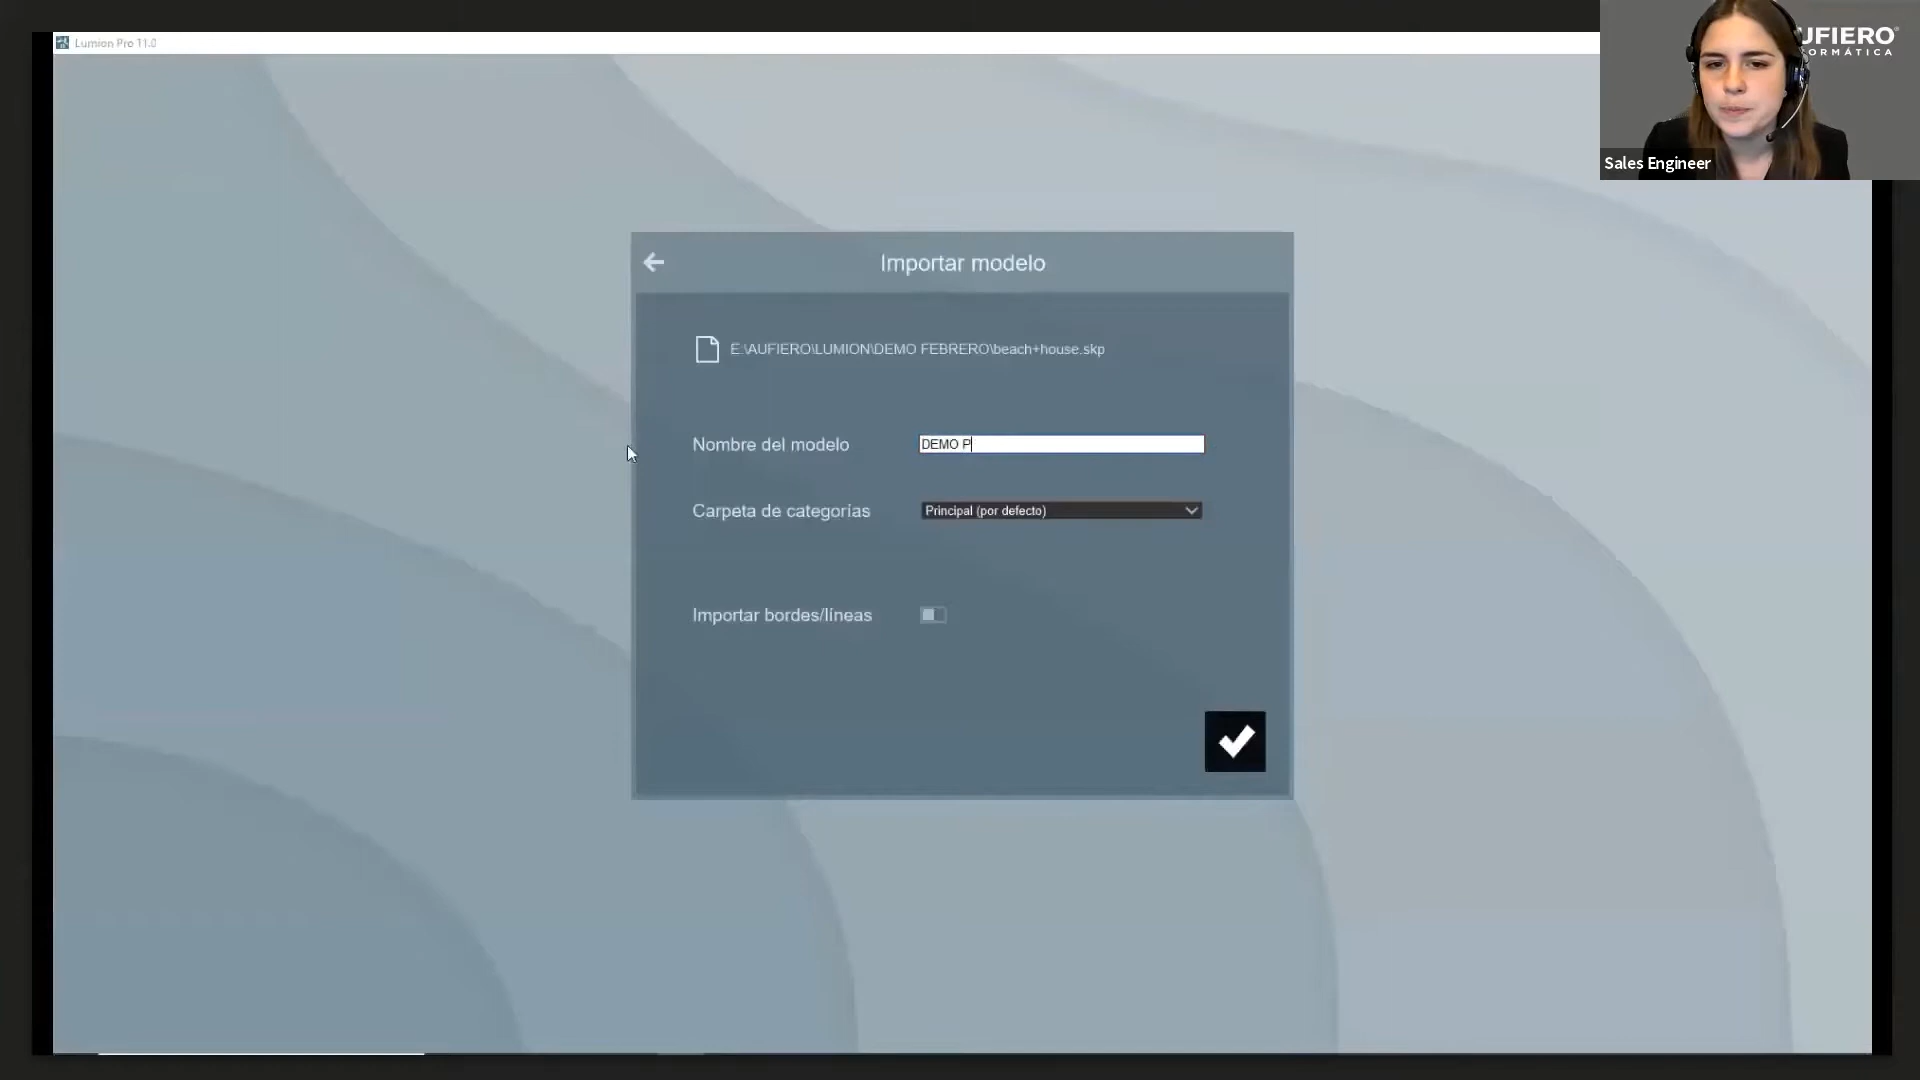 Lumion Pro 11.0
UFIERO
ORMÁTICA
Sales Engineer
Importar modelo
E:\AUFIERO\LUMION\DEMO FEBRERO\beach+house.skp
Nombre del modelo
DEMO P
Carpeta de categorías
Principal (por defecto)
Importar bordes/líneas